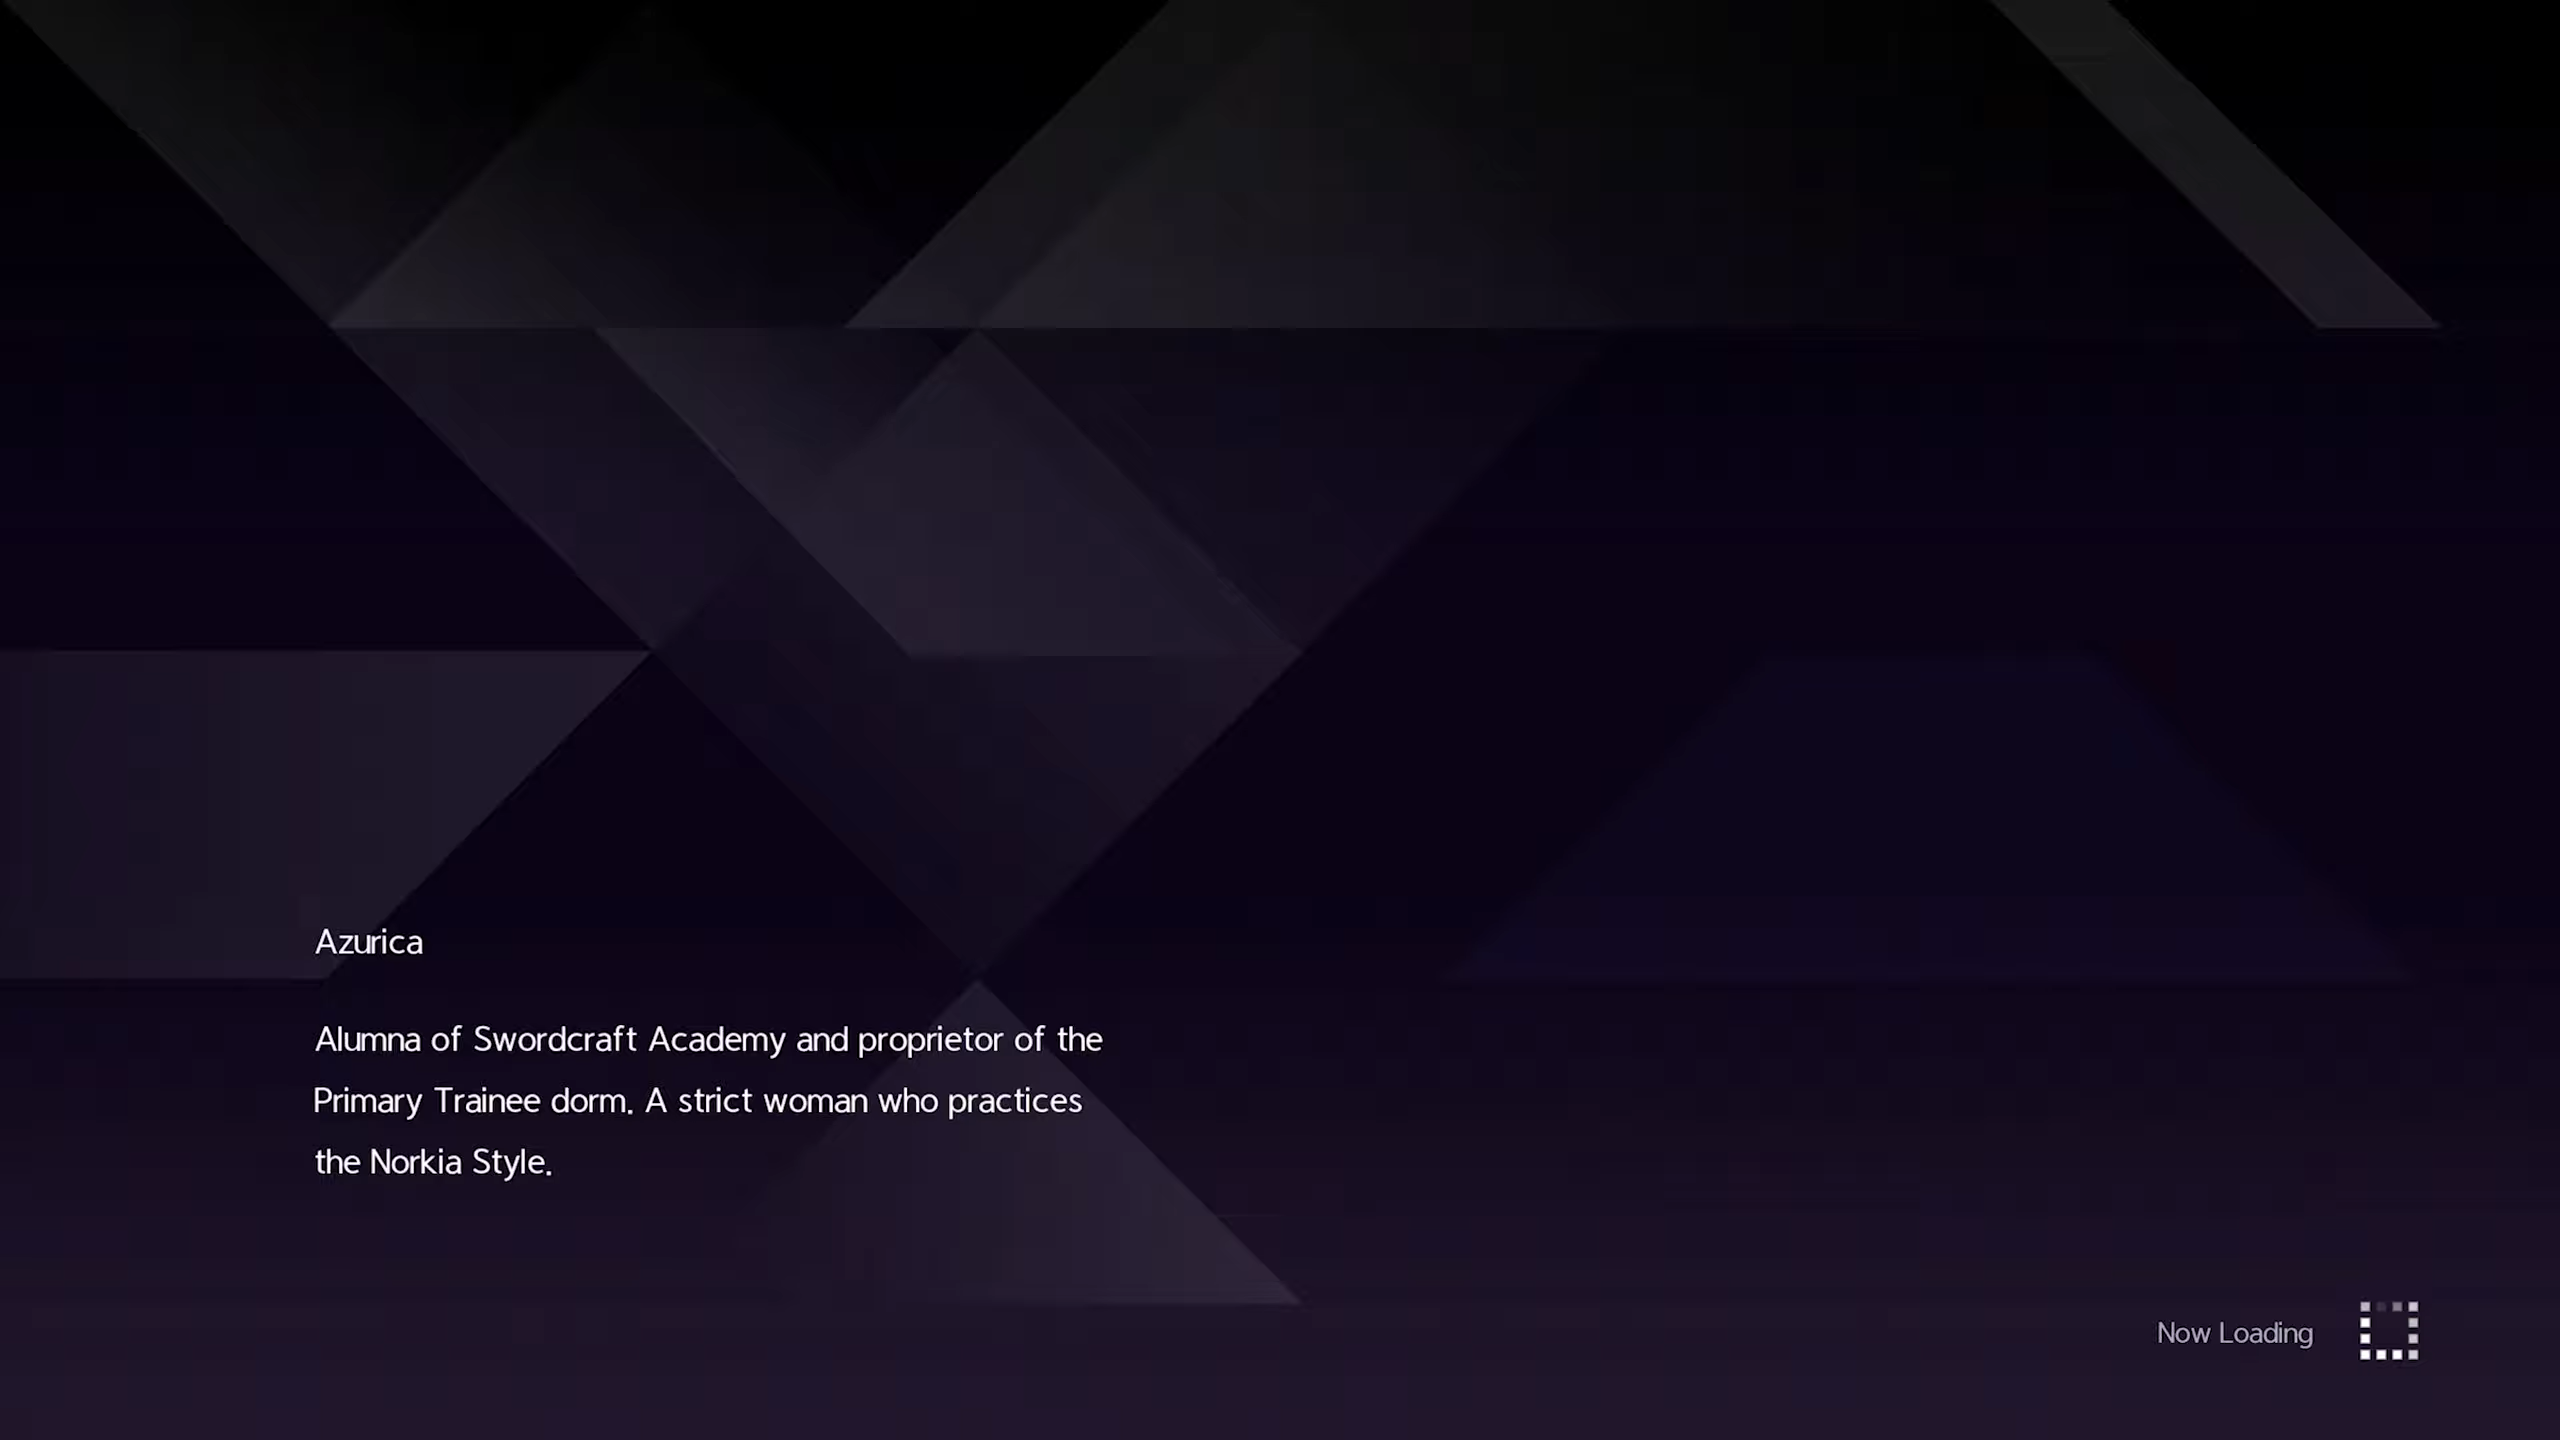 Azurica
Alumna of Swordcraft Academy and proprietor of the
Primary Trainee dorm. A strict woman who practices
the Norkia Style.
Now Loading